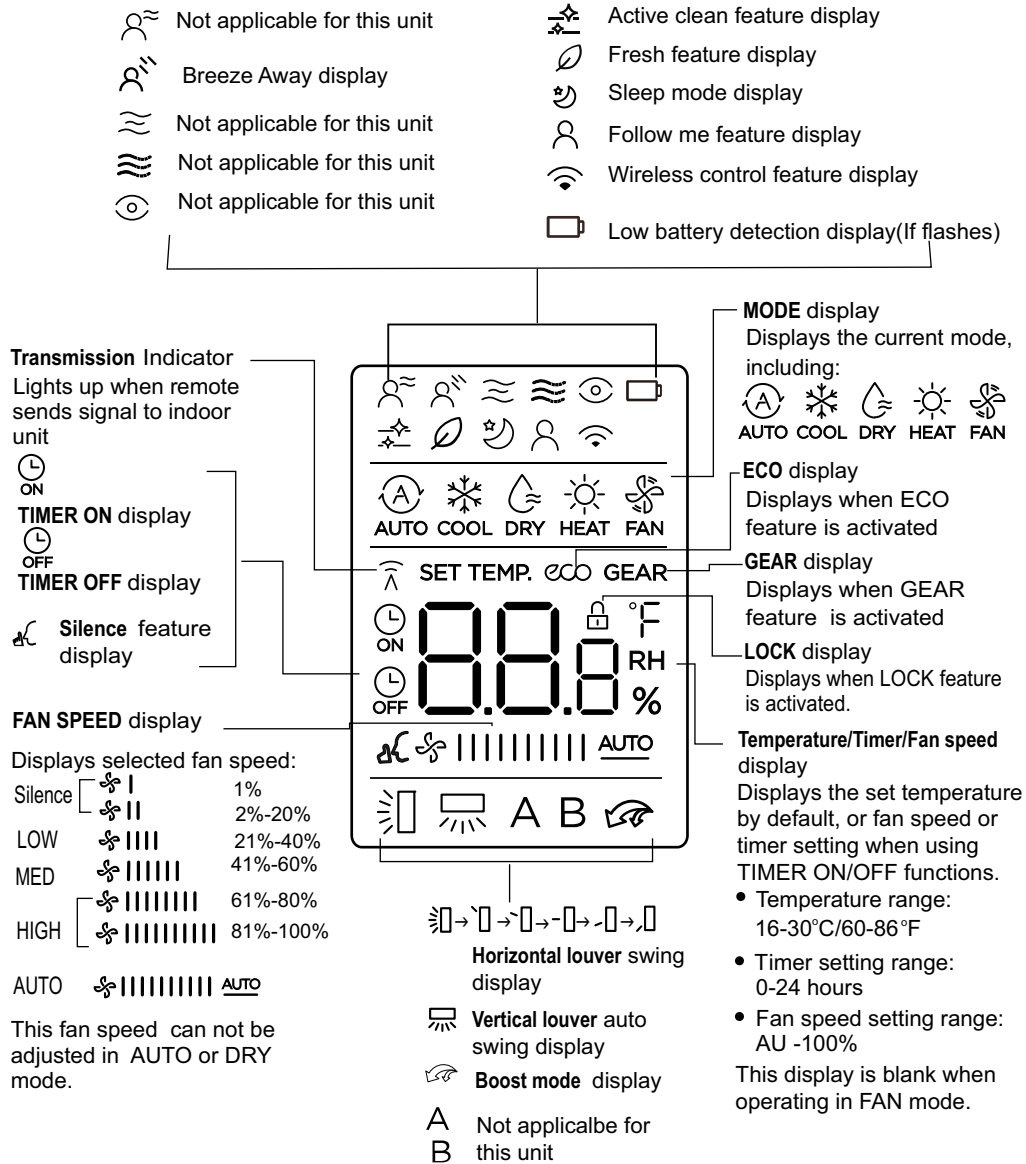 Not applicable for this unit
Breeze Away display
Not applicable for this unit
Not applicable for this unit
Not applicable for this unit
Active clean feature display
Fresh feature display
Sleep mode display
Follow me feature display
Wireless control feature display
Low battery detection display(If flashes)
Transmission Indicator
Lights up when remote
sends signal to indoor
unit
ON
TIMER ON display
OFF
TIMER OFF display
Silence feature
display
FAN SPEED display
Displays selected fan speed:
Silence
1%
2%-20%
LOW 21%-40%
MED 41%-60%
61%-80%
HIGH 81%-100%
AUTO AUTO
This fan speed can not be
adjusted in AUTO or DRY
mode.
A
AUTO COOL DRY HEAT FAN
SET TEMP. eco GEAR
ON
OFF
88.8
°F
RH
%
AUTO
A B
Horizontal louver swing
display
Vertical louver auto
swing display
Boost mode display
A
B
Not applicalbe for
this unit
MODE display
Displays the current mode,
including:
A
AUTO COOL DRY HEAT FAN
ECO display
Displays when ECO
feature is activated
GEAR display
Displays when GEAR
feature is activated
LOCK display
Displays when LOCK feature
is activated.
Temperature/Timer/Fan speed
display
Displays the set temperature
by default, or fan speed or
timer setting when using
TIMER ON/OFF functions.
• Temperature range:
16-30°C/60-86°F
• Timer setting range:
0-24 hours
• Fan speed setting range:
AU -100%
This display is blank when
operating in FAN mode.